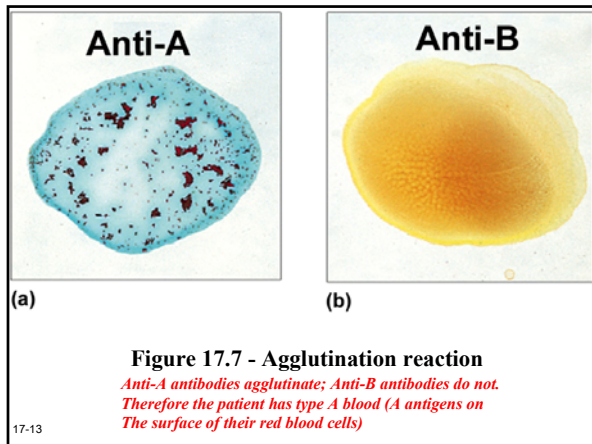 Anti-A
Anti-B
(a)
(b)
Figure 17.7 - Agglutination reaction
Anti-A antibodies agglutinate; Anti-B antibodies do not.
Therefore the patient has type A blood (A antigens on
The surface of their red blood cells)
17-13